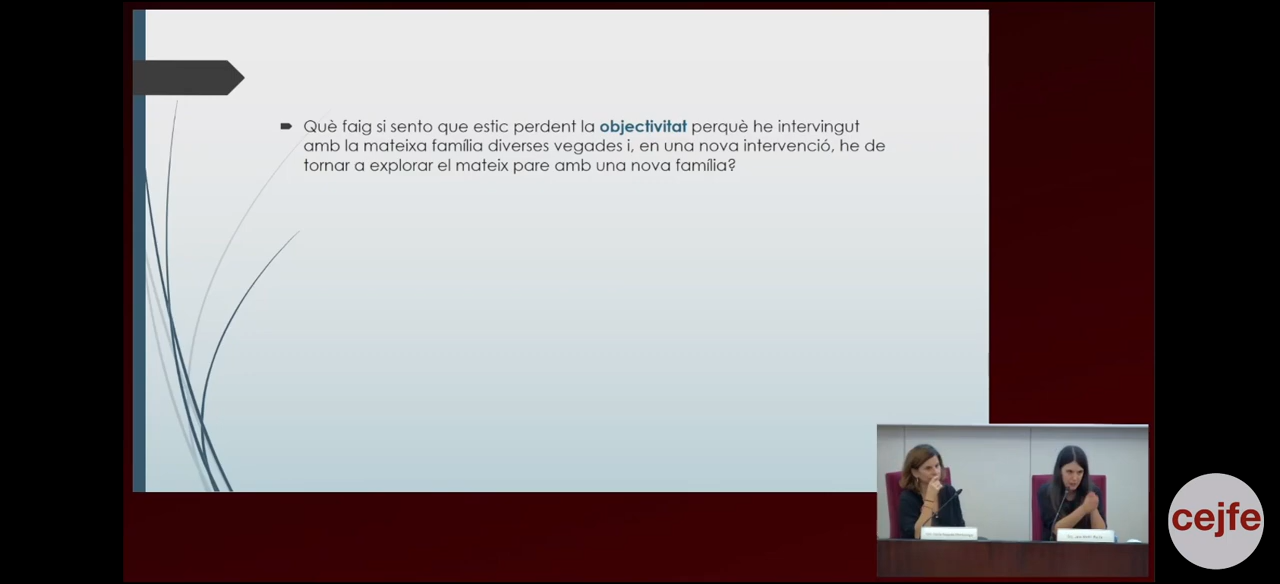 Què faig si sento que estic perdent la objectivitat perquè he intervingut
amb la mateixa família diverses vegades i, en una nova intervenció, he de
tornar a explorar el mateix pare amb una nova família?
cejfe